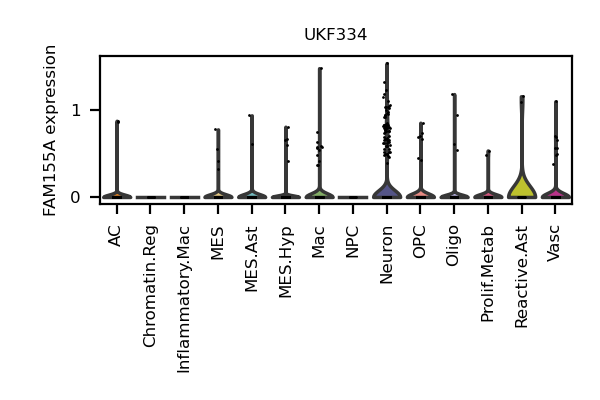 UKF334
FAM155A expression
1
0
AC
Chromatin.Reg
Inflammatory.Mac
MES
MES.Ast
MES.Hyp
Mac
NPC
Neuron
OPC
Oligo
Prolif.Metab
Reactive.Ast
Vasc